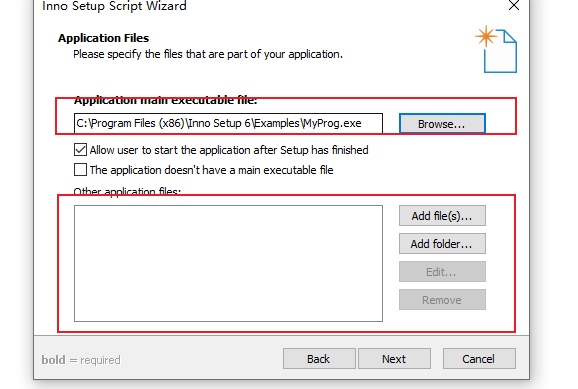 Inno Setup Script Wizard
Application Files
Please specify the files that are part of your application.
Application main executable file:
C:\Program Files (x86)\Inno Setup 6\Examples\MyProg.exe
Browse...
Allow user to start the application after Setup has finished
The application doesn't have a main executable file
Other application files:
Add file(s)...
Add folder...
Edit...
Remove
bold = required
Back
Next
Cancel